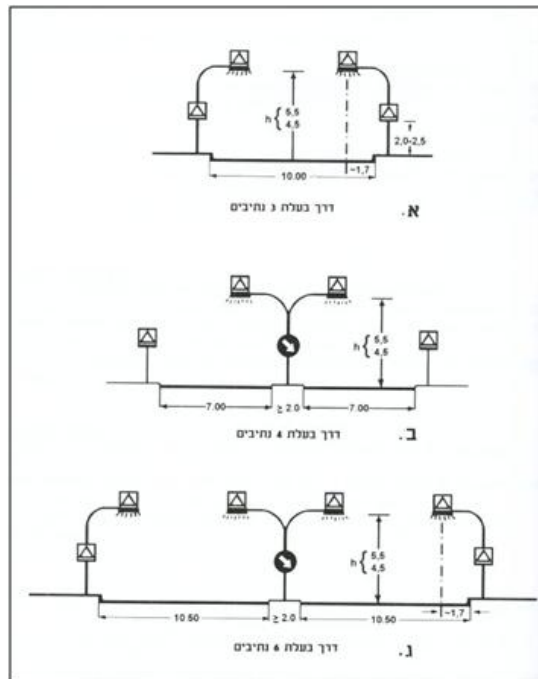 h { 5,5
4,5
2,0-2,5
10.00
~1,7
א. דרך בעלת 3 נתיבים
h { 5,5
4,5
7.00 ≥ 2.0 7.00
ב. דרך בעלת 4 נתיבים
h { 5,5
4,5
10.50 ≥ 2.0 10.50 ~1,7
ג. דרך בעלת 6 נתיבים